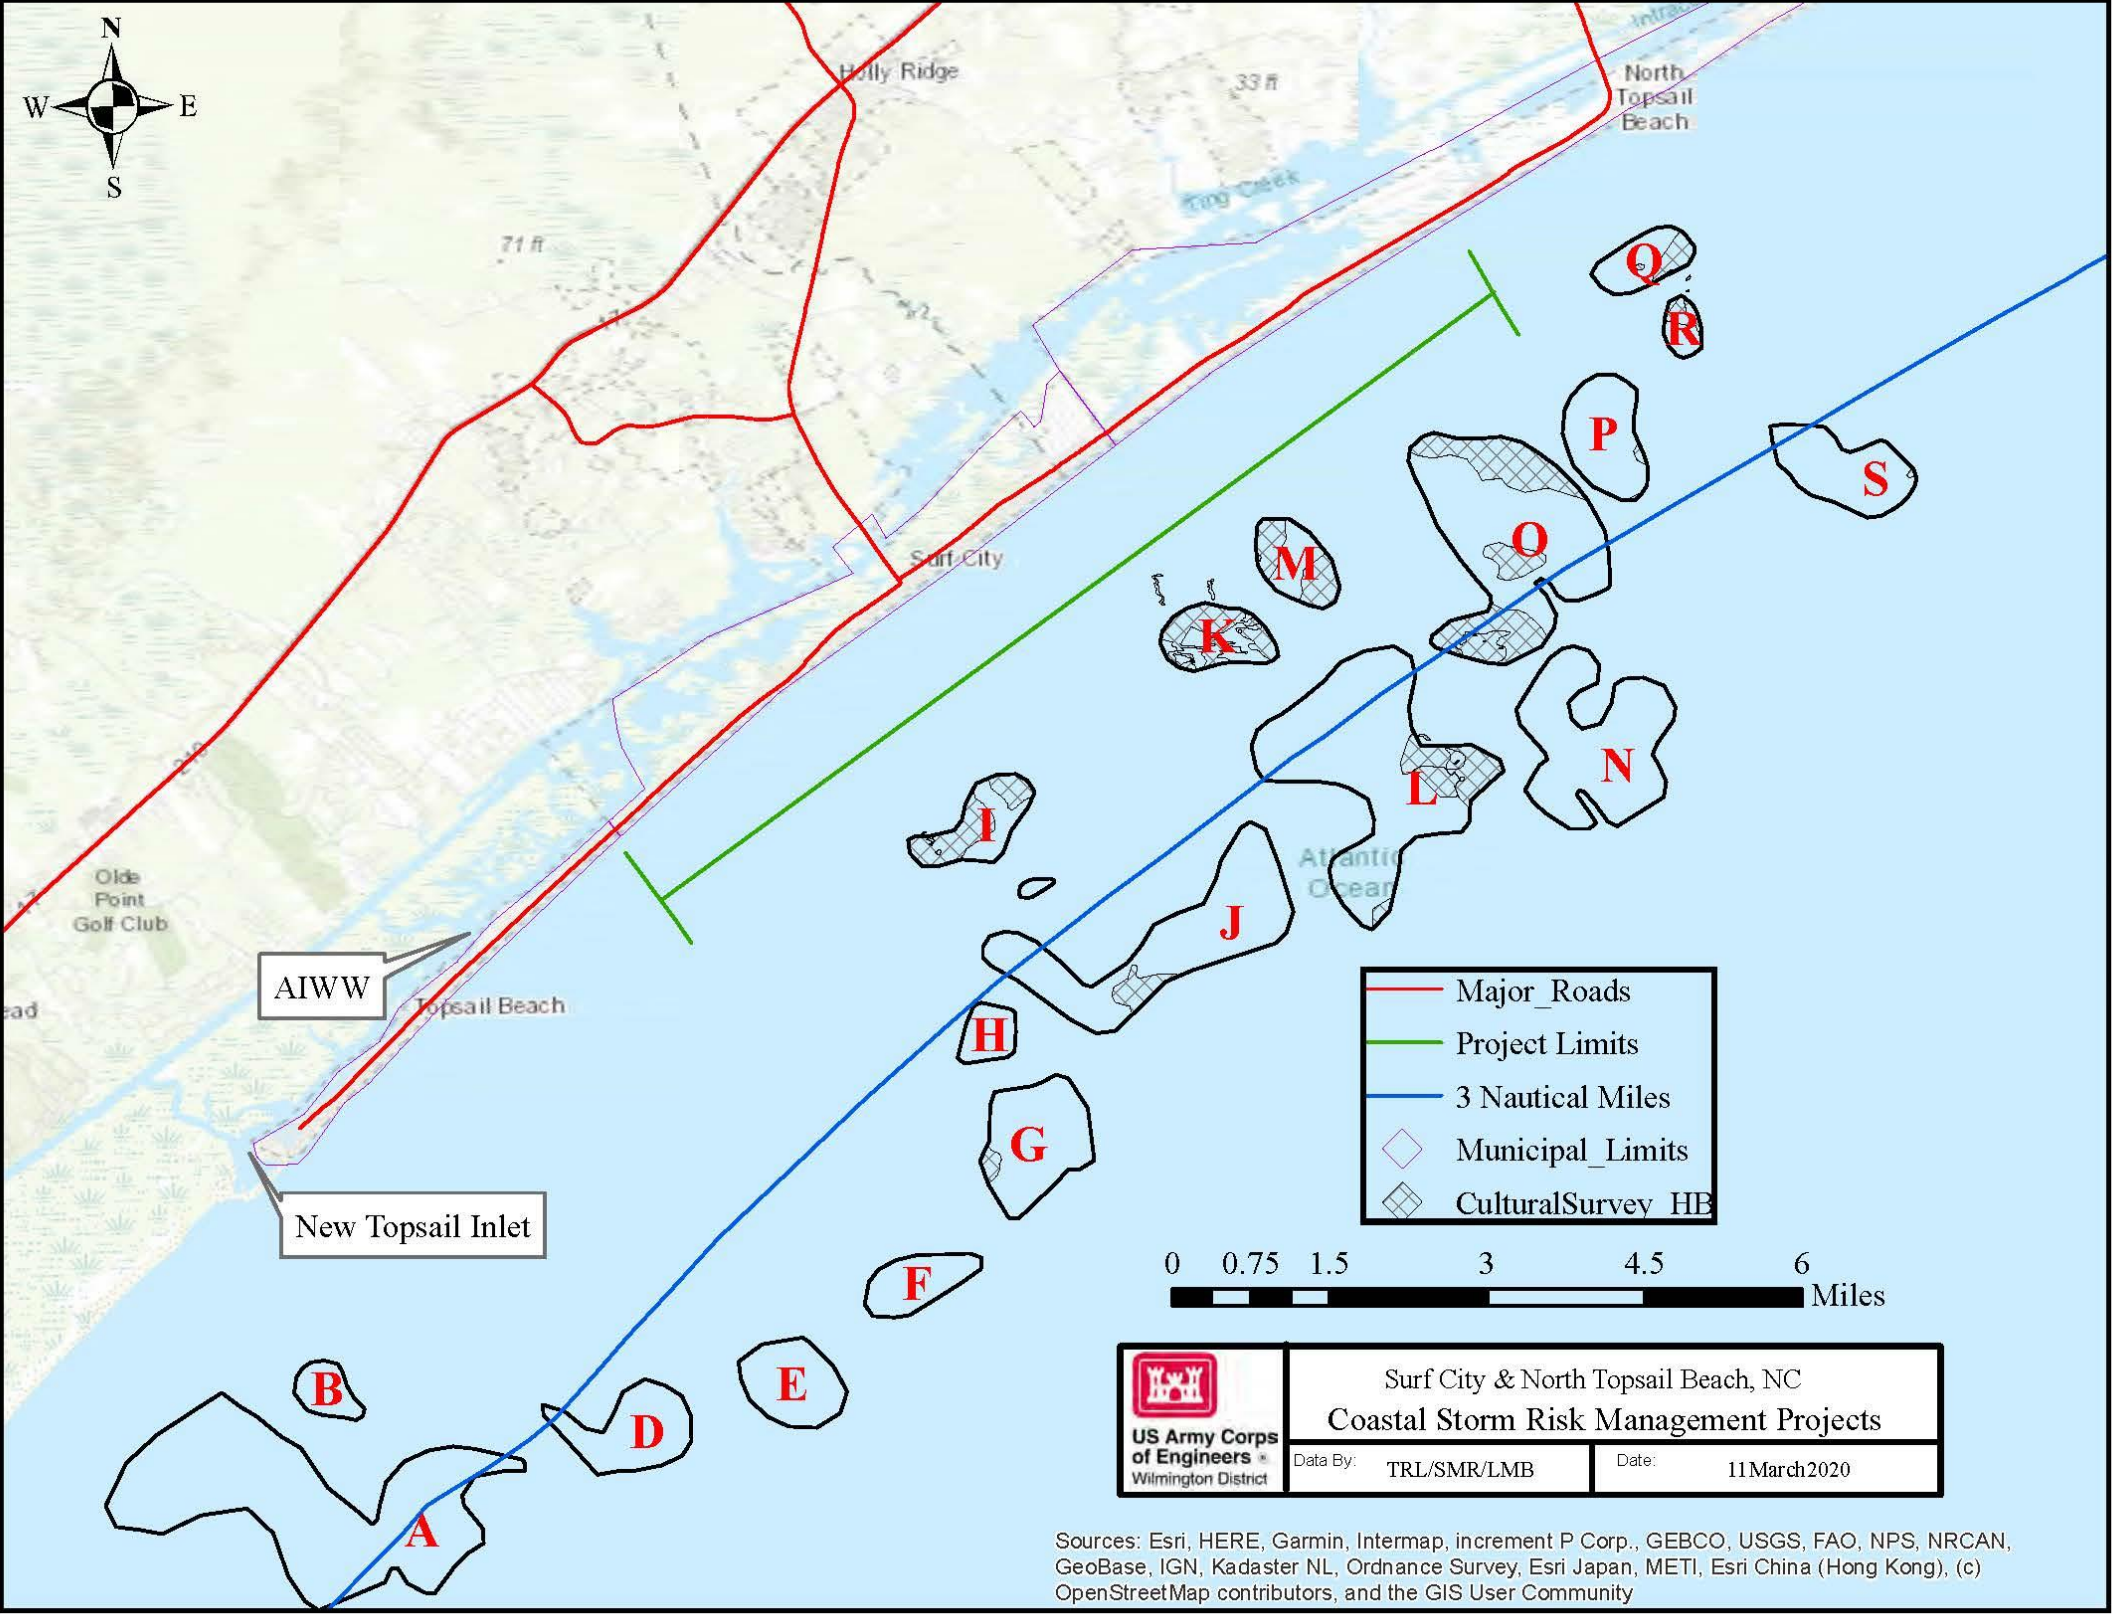 N
W
E
S
Holly Ridge
33 ft
North
Topsail
Beach
71 ft
Surf City
Olde
Point
Golf Club
ead
AIWW
Topsail Beach
New Topsail Inlet
Atlantic
Ocean
Q
R
P
S
O
M
K
N
L
I
J
H
G
F
E
D
B
A
Major_Roads
Project Limits
3 Nautical Miles
Municipal_Limits
CulturalSurvey_HB
0 0.75 1.5 3 4.5 6
Miles
US Army Corps
of Engineers ®
Wilmington District
Surf City & North Topsail Beach, NC
Coastal Storm Risk Management Projects
Data By: TRL/SMR/LMB
Date: 11March2020
Sources: Esri, HERE, Garmin, Intermap, increment P Corp., GEBCO, USGS, FAO, NPS, NRCAN,
GeoBase, IGN, Kadaster NL, Ordnance Survey, Esri Japan, METI, Esri China (Hong Kong), (c)
OpenStreetMap contributors, and the GIS User Community